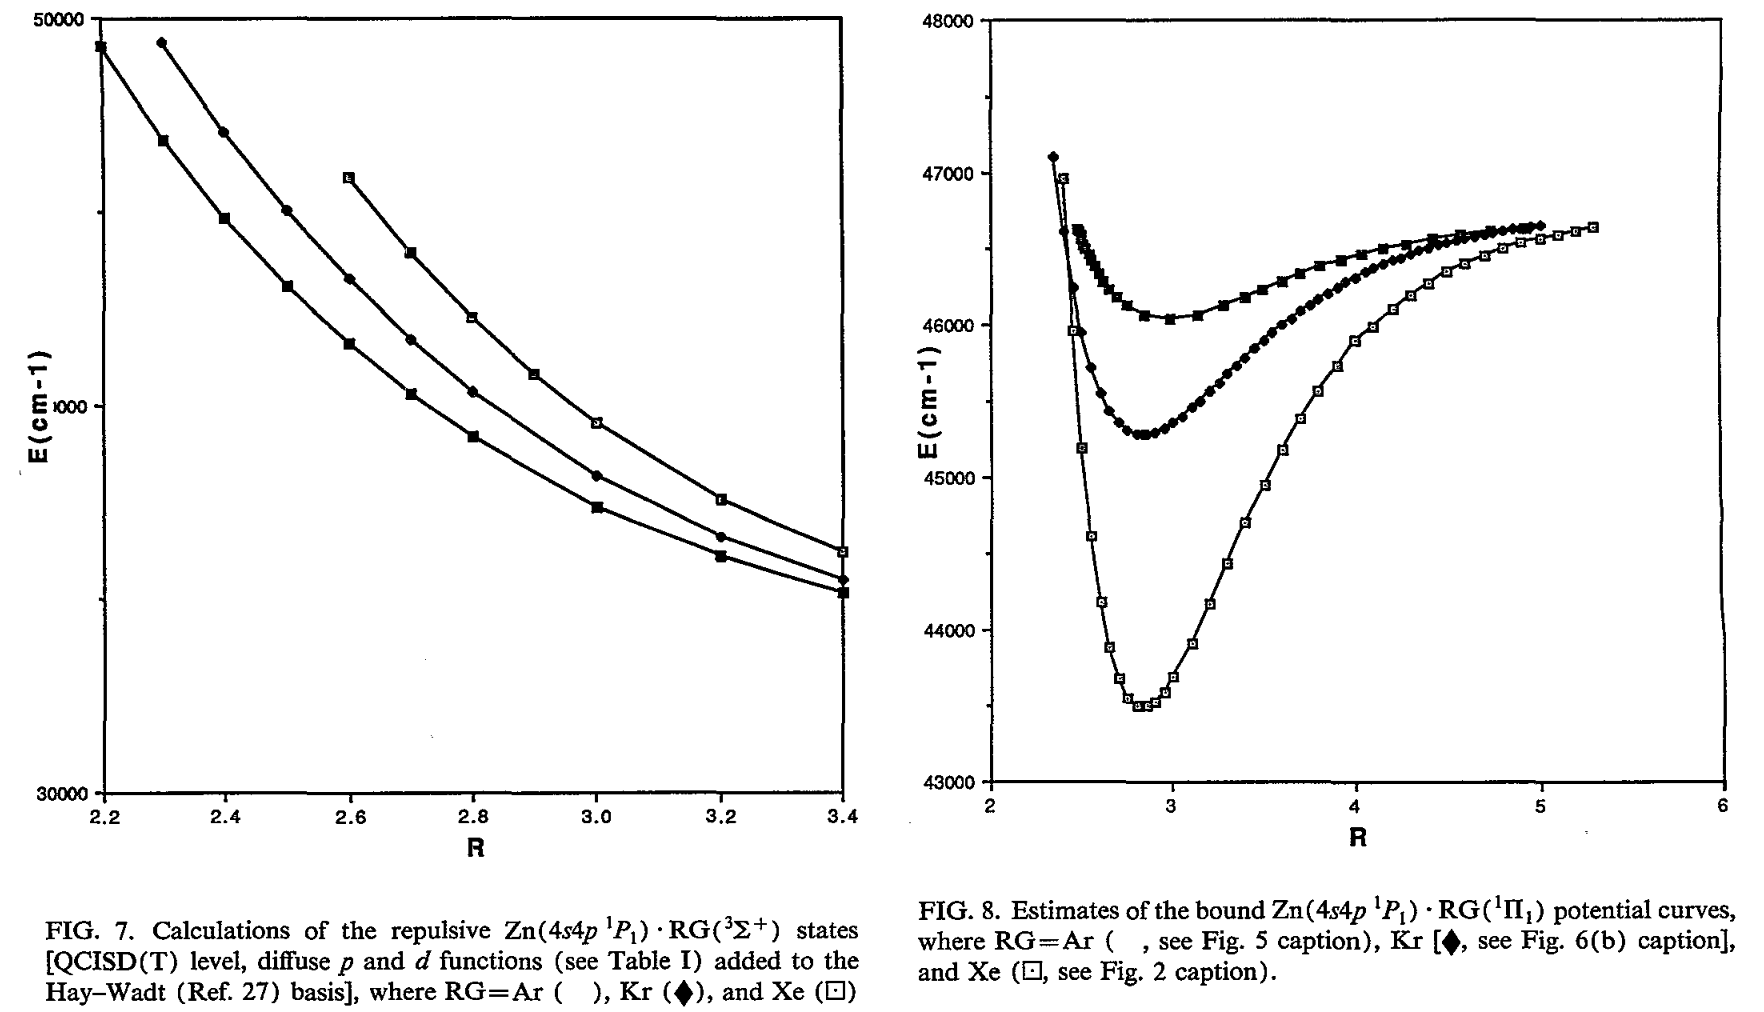 50000
E(cm-1)
000
30000
2.2 2.4 2.6 2.8 3.0 3.2 3.4
R
FIG. 7. Calculations of the repulsive Zn(4s4p ¹P₁)·RG(³Σ⁺) states
[QCISD(T) level, diffuse p and d functions (see Table I) added to the
Hay–Wadt (Ref. 27) basis], where RG=Ar ( ), Kr (◆), and Xe (⊡)
48000
47000
46000
E(cm-1)
45000
44000
43000
2 3 4 5 6
R
FIG. 8. Estimates of the bound Zn(4s4p ¹P₁)·RG(¹Π₁) potential curves,
where RG=Ar ( , see Fig. 5 caption), Kr [◆, see Fig. 6(b) caption],
and Xe (⊡, see Fig. 2 caption).